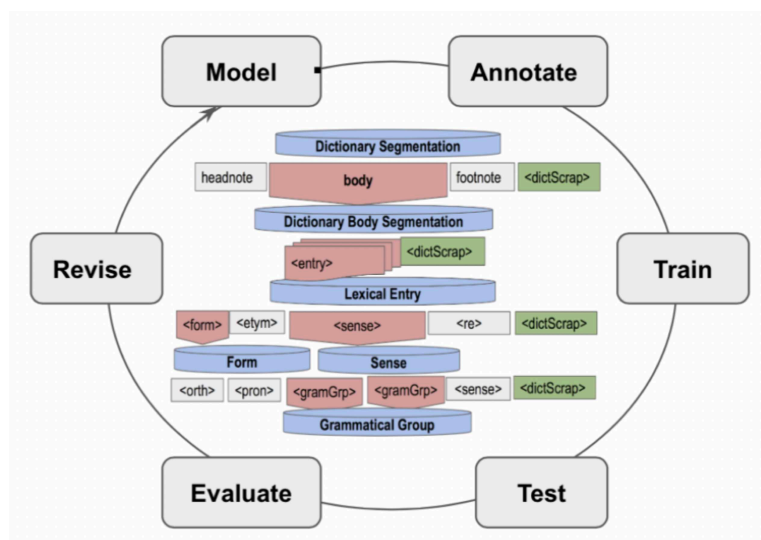 Model
Annotate
Dictionary Segmentation
headnote body footnote <dictScrap>
Dictionary Body Segmentation
<entry> <dictScrap>
Revise
Train
Lexical Entry
<form> <etym> <sense> <re> <dictScrap>
Form Sense
<orth> <pron> <gramGrp> <gramGrp> <sense> <dictScrap>
Grammatical Group
Evaluate
Test